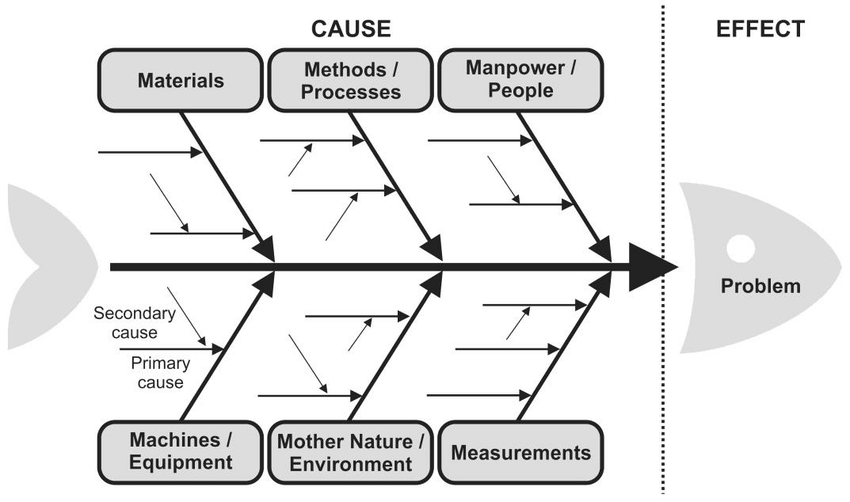 CAUSE
EFFECT
Materials
Methods /
Processes
Manpower /
People
Problem
Secondary
cause
Primary
cause
Machines /
Equipment
Mother Nature /
Environment
Measurements